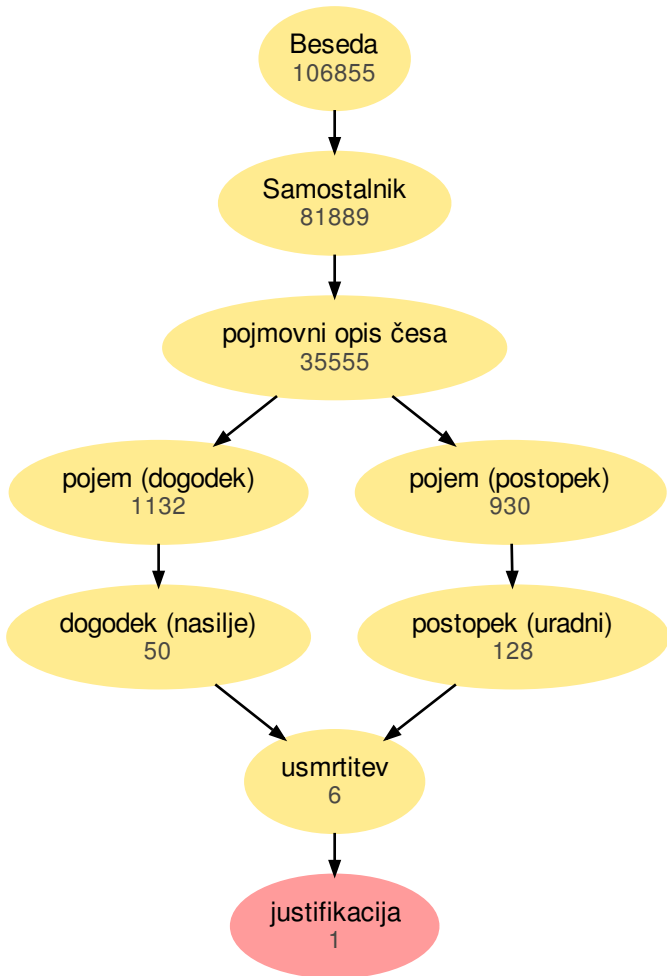 Beseda
106855
Samostalnik
81889
pojmovni opis česa
35555
pojem (dogodek)
1132
pojem (postopek)
930
dogodek (nasilje)
50
postopek (uradni)
128
usmrtitev
6
justifikacija
1